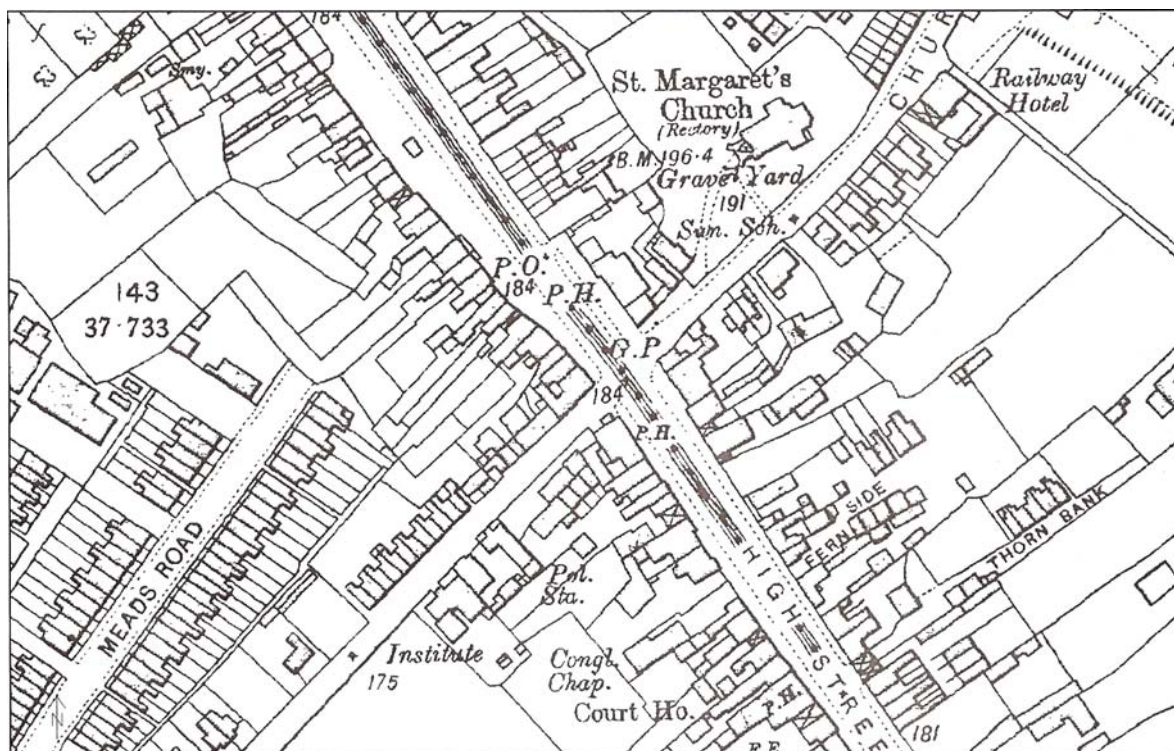 184
Smy.
CHUR
Railway
Hotel
St. Margaret's
Church
(Rectory)
B.M. 196·4
Grave Yard
191
Sun. Sch.
P.O.
184
P.H.
143
37·733
G.P
184
P.H.
MEADS ROAD
FERN SIDE
THORN BANK
HIGH STREE
Pol.
Sta.
Institute
175
Congl.
Chap.
Court Ho.
P.H.
181
N